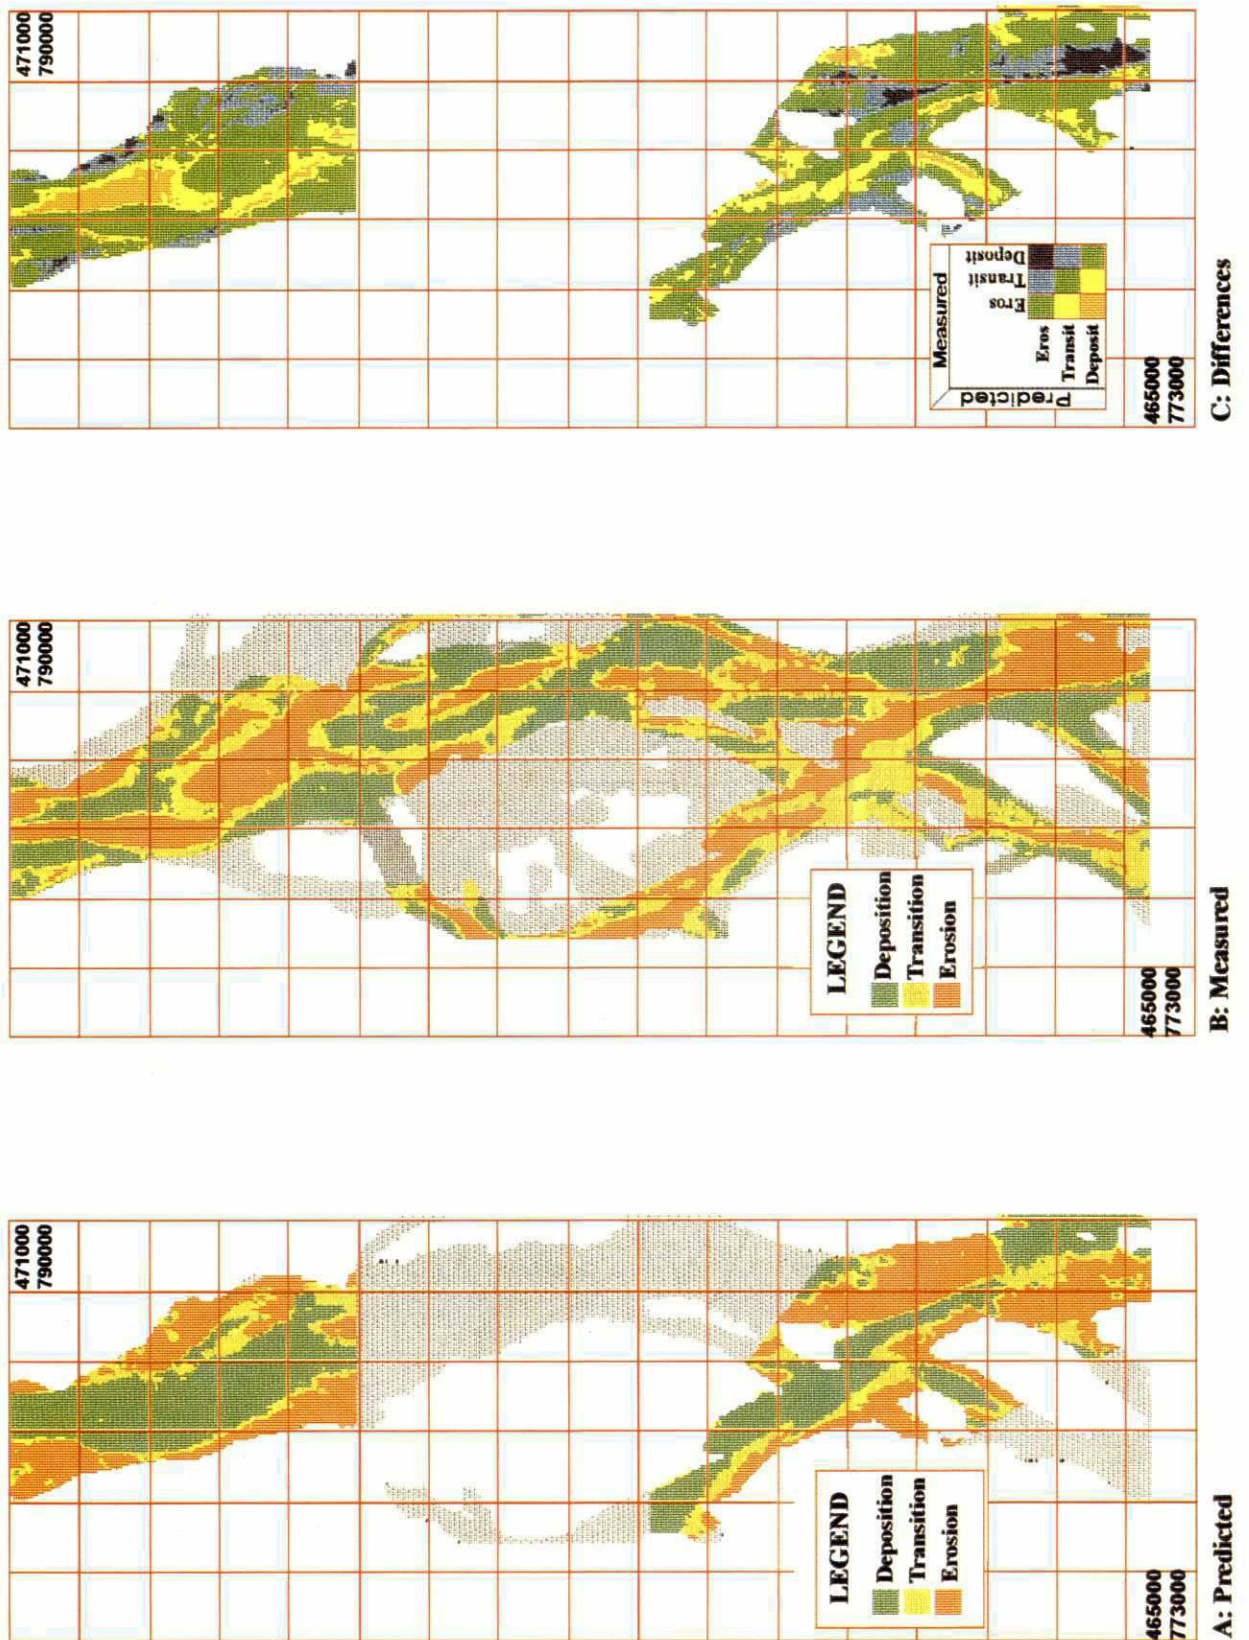 471000
790000
465000
773000
Measured
Predicted
Eros
Transit
Deposit
Eros
Transit
Deposit
C: Differences
471000
790000
LEGEND
Deposition
Transition
Erosion
465000
773000
B: Measured
471000
790000
LEGEND
Deposition
Transition
Erosion
465000
773000
A: Predicted